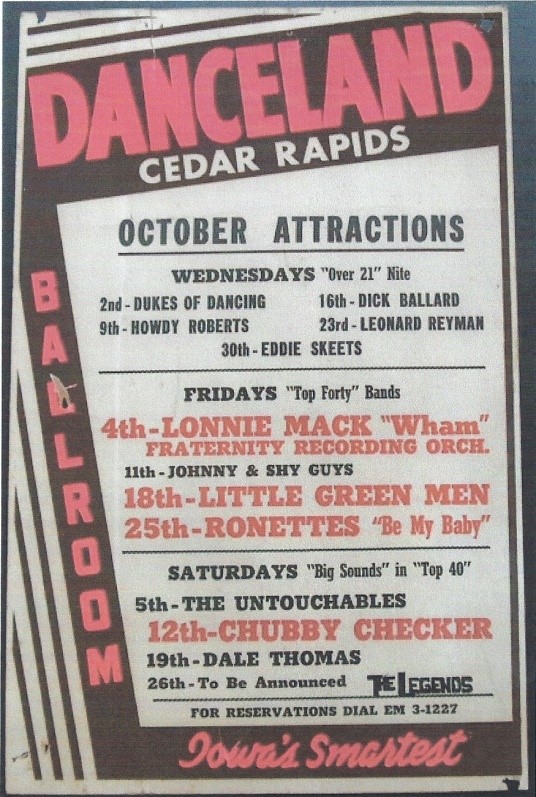 DANCELAND
CEDAR RAPIDS
BALLROOM
OCTOBER ATTRACTIONS
WEDNESDAYS "Over 21" Nite
2nd - DUKES OF DANCING 16th - DICK BALLARD
9th - HOWDY ROBERTS 23rd - LEONARD REYMAN
30th - EDDIE SKEETS
FRIDAYS "Top Forty" Bands
4th-LONNIE MACK "Wham"
FRATERNITY RECORDING ORCH.
11th - JOHNNY & SHY GUYS
18th-LITTLE GREEN MEN
25th-RONETTES "Be My Baby"
SATURDAYS "Big Sounds" in "Top 40"
5th - THE UNTOUCHABLES
12th-CHUBBY CHECKER
19th - DALE THOMAS
26th - To Be Announced THE LEGENDS
FOR RESERVATIONS DIAL EM 3-1227
Iowa's Smartest